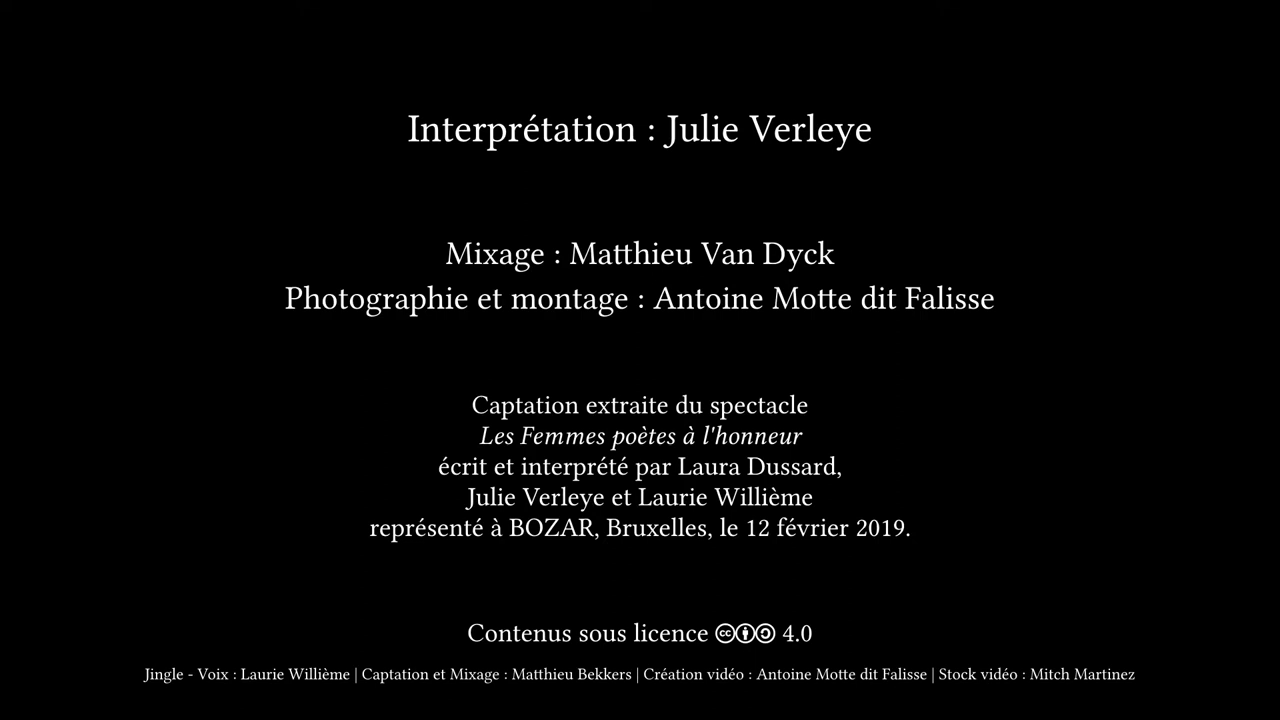 Interprétation : Julie Verleye
Mixage : Matthieu Van Dyck
Photographie et montage : Antoine Motte dit Falisse
Captation extraite du spectacle
Les Femmes poètes à l'honneur
écrit et interprété par Laura Dussard,
Julie Verleye et Laurie Willième
représenté à BOZAR, Bruxelles, le 12 février 2019.
Contenus sous licence 4.0
Jingle - Voix : Laurie Willième | Captation et Mixage : Matthieu Bekkers | Création vidéo : Antoine Motte dit Falisse | Stock vidéo : Mitch Martinez